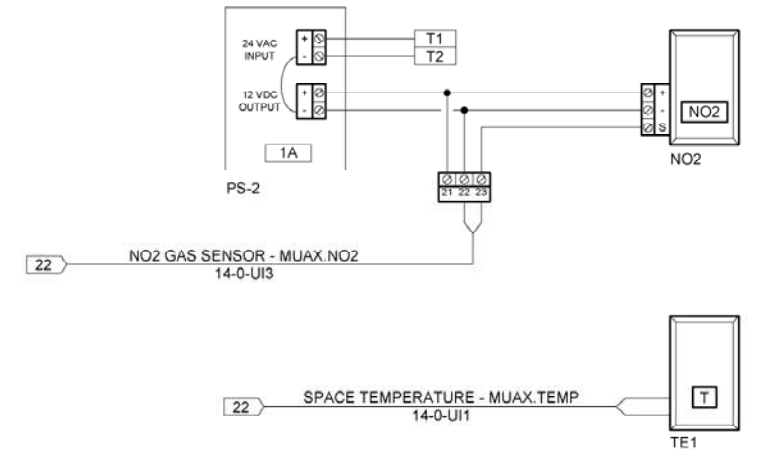 24 VAC
INPUT
+
-
T1
T2
12 VDC
OUTPUT
+
-
1A
PS-2
+
-
S
NO2
NO2
21 22 23
22
NO2 GAS SENSOR - MUAX.NO2
14-0-UI3
22
SPACE TEMPERATURE - MUAX.TEMP
14-0-UI1
T
TE1